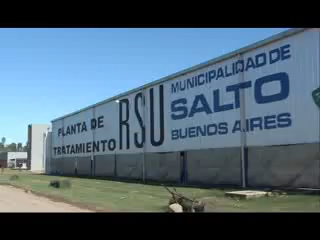 PLANTA DE
TRATAMIENTO
RSU
MUNICIPALIDAD DE
SALTO
BUENOS AIRES